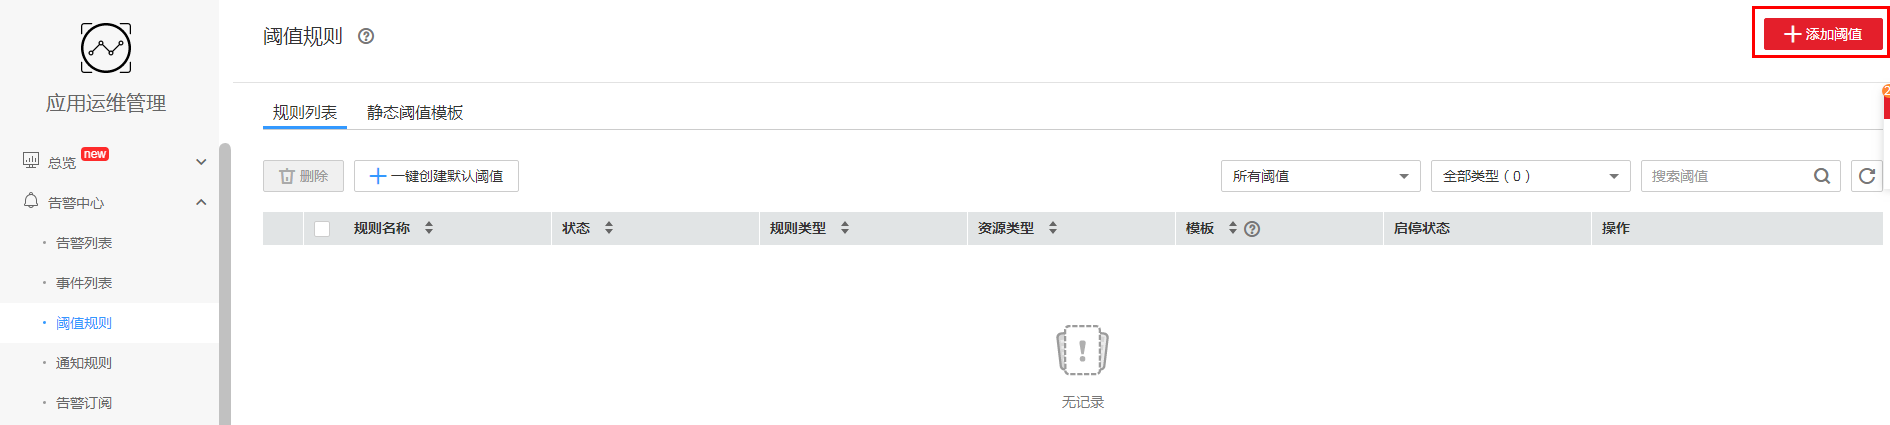 应用运维管理
总览 new
告警中心
告警列表
事件列表
阈值规则
通知规则
告警订阅
阈值规则 ?
添加阈值
规则列表 静态阈值模板
删除 一键创建默认阈值 所有阈值 全部类型（0） 搜索阈值
规则名称 状态 规则类型 资源类型 模板 ? 启停状态 操作
无记录